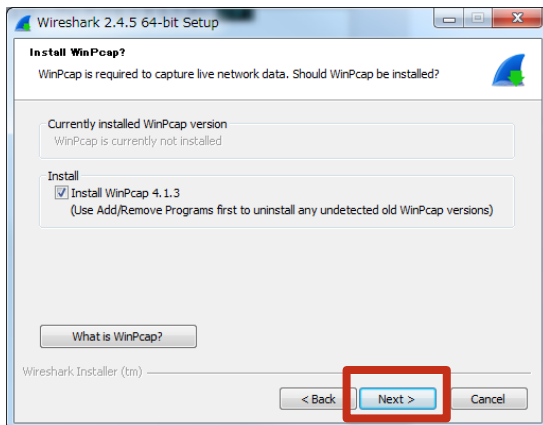 Wireshark 2.4.5 64-bit Setup
Install WinPcap?
WinPcap is required to capture live network data. Should WinPcap be installed?
Currently installed WinPcap version
WinPcap is currently not installed
Install
Install WinPcap 4.1.3
(Use Add/Remove Programs first to uninstall any undetected old WinPcap versions)
What is WinPcap?
Wireshark Installer (tm)
< Back Next > Cancel